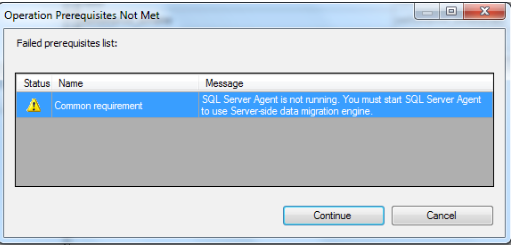 Operation Prerequisites Not Met
Failed prerequisites list:
Status Name Message
Common requirement
SQL Server Agent is not running. You must start SQL Server Agent
to use Server-side data migration engine.
Continue Cancel